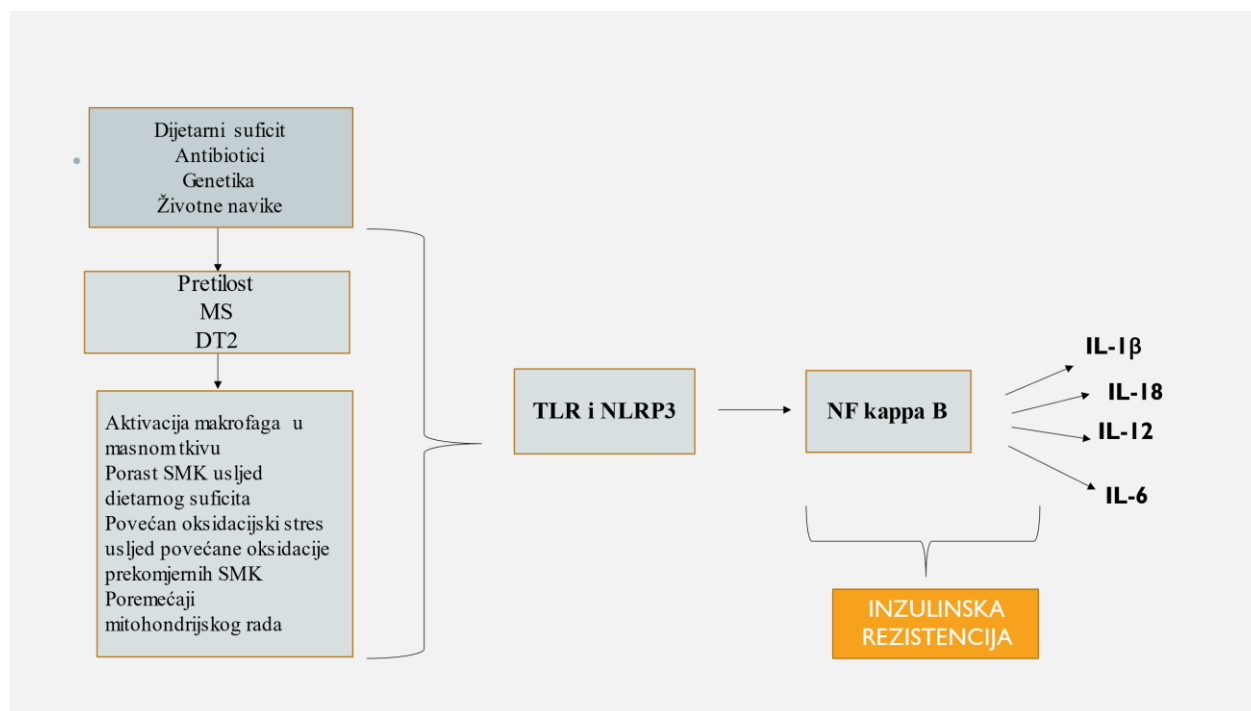 Dijetarni suficit
Antibiotici
Genetika
Životne navike
Pretilost
MS
DT2
Aktivacija makrofaga u
masnom tkivu
Porast SMK usljed
dietarnog suficita
Povećan oksidacijski stres
usljed povećane oksidacije
prekomjernih SMK
Poremećaji
mitohondrijskog rada
TLR i NLRP3
NF kappa B
IL-1β
IL-18
IL-12
IL-6
INZULINSKA
REZISTENCIJA